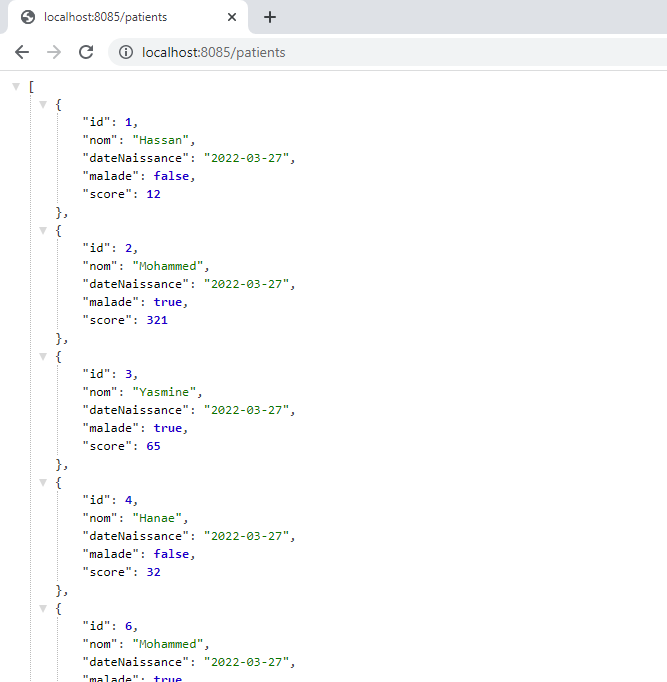 localhost:8085/patients
localhost:8085/patients
[
{
"id": 1,
"nom": "Hassan",
"dateNaissance": "2022-03-27",
"malade": false,
"score": 12
},
{
"id": 2,
"nom": "Mohammed",
"dateNaissance": "2022-03-27",
"malade": true,
"score": 321
},
{
"id": 3,
"nom": "Yasmine",
"dateNaissance": "2022-03-27",
"malade": true,
"score": 65
},
{
"id": 4,
"nom": "Hanae",
"dateNaissance": "2022-03-27",
"malade": false,
"score": 32
},
{
"id": 6,
"nom": "Mohammed",
"dateNaissance": "2022-03-27",
"malade": true